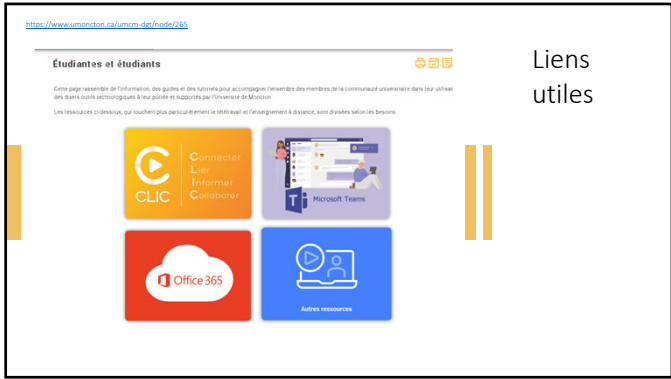 https://www.umoncton.ca/umcm-dgt/node/265
Étudiantes et étudiants
Cette page rassemble de l'information, des guides et des tutoriels pour accompagner l'ensemble des membres de la communauté universitaire dans leur utilisat
des divers outils technologiques à leur portée et supportés par l'Université de Moncton.
Les ressources ci-dessous, qui touchent plus particulièrement le télétravail et l'enseignement à distance, sont divisées selon les besoins.
CLIC
Connecter
Lier
Informer
Collaborer
T
Microsoft Teams
Office 365
Autres ressources
Liens
utiles